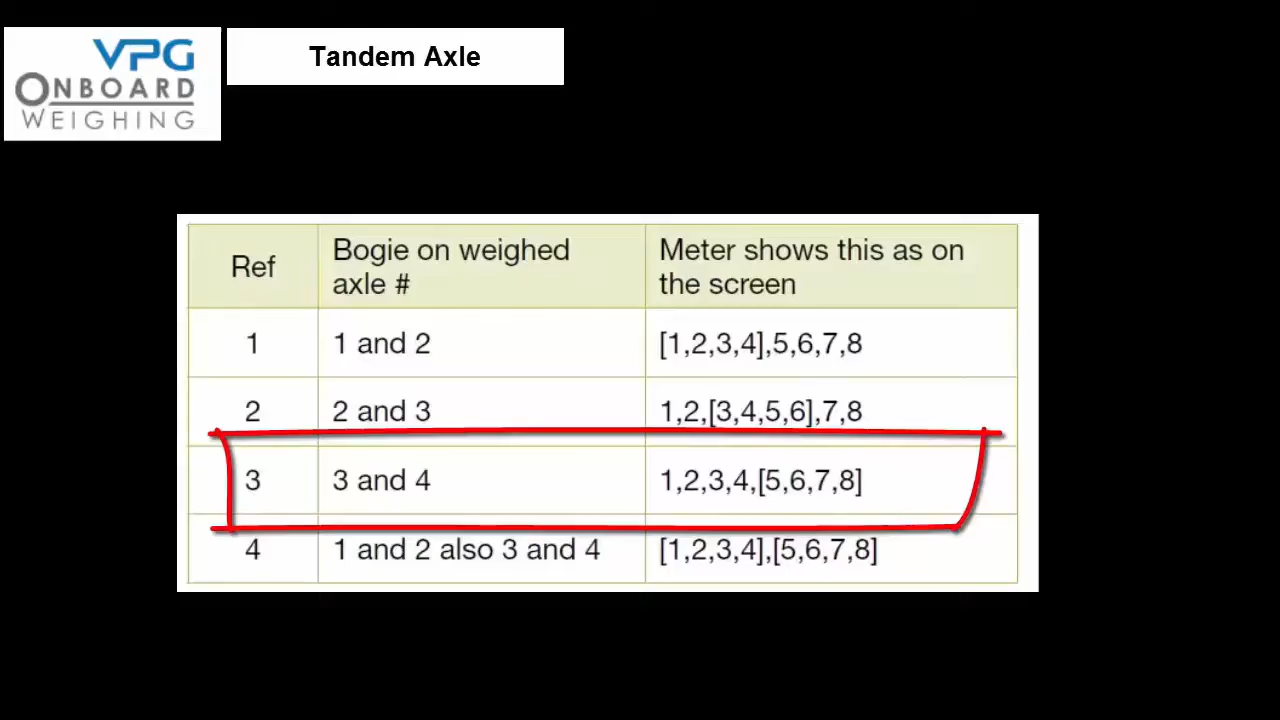 VPG
ONBOARD
WEIGHING
Tandem Axle
Ref
Bogie on weighed
axle #
Meter shows this as on
the screen
1
1 and 2
[1,2,3,4],5,6,7,8
2
2 and 3
1,2,[3,4,5,6],7,8
3
3 and 4
1,2,3,4,[5,6,7,8]
4
1 and 2 also 3 and 4
[1,2,3,4],[5,6,7,8]